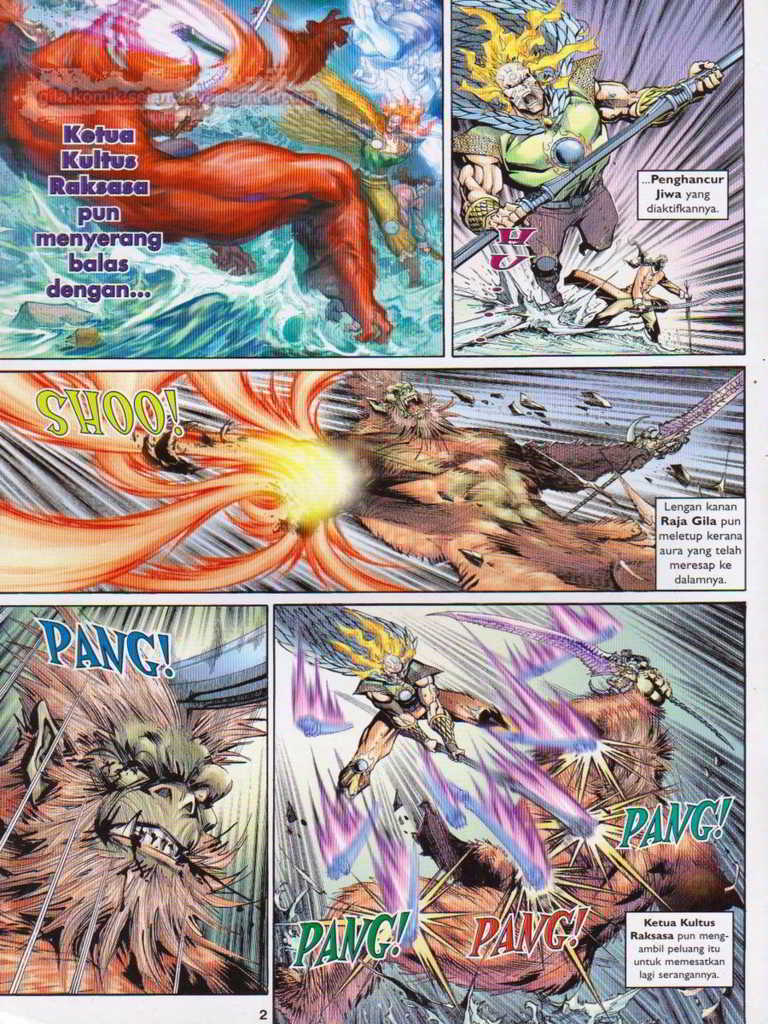 Ketua
Kultus
Raksasa
pun
menyerang
balas
dengan...
...Penghancur
Jiwa yang
diaktifkannya.
HU
SHOO!
Lengan kanan
Raja Gila pun
meletup kerana
aura yang telah
meresap ke
dalamnya.
PANG!
PANG!
PANG!
PANG!
Ketua Kultus
Raksasa pun meng-
ambil peluang itu
untuk memesatkan
lagi serangannya.
2